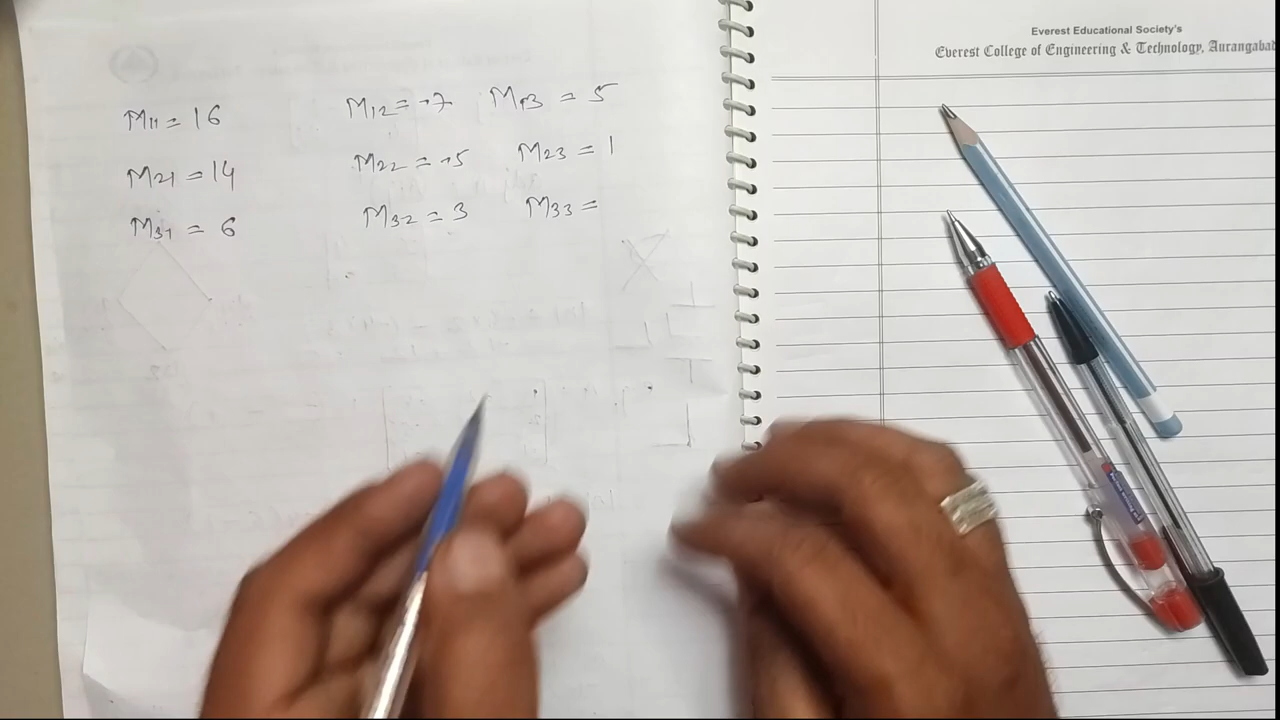 Everest Educational Society's
Everest College of Engineering & Technology, Aurangabad
M11 = 16 M12 = -7 M13 = 5
M21 = 14 M22 = -5 M23 = 1
M31 = 6 M32 = 3 M33 =